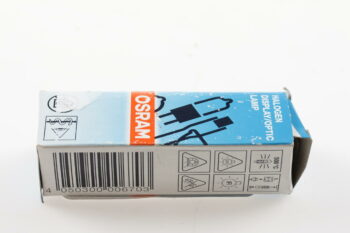 HALOGEN
DISPLAY/OPTIC
LAMP
OSRAM
4 050300 006703